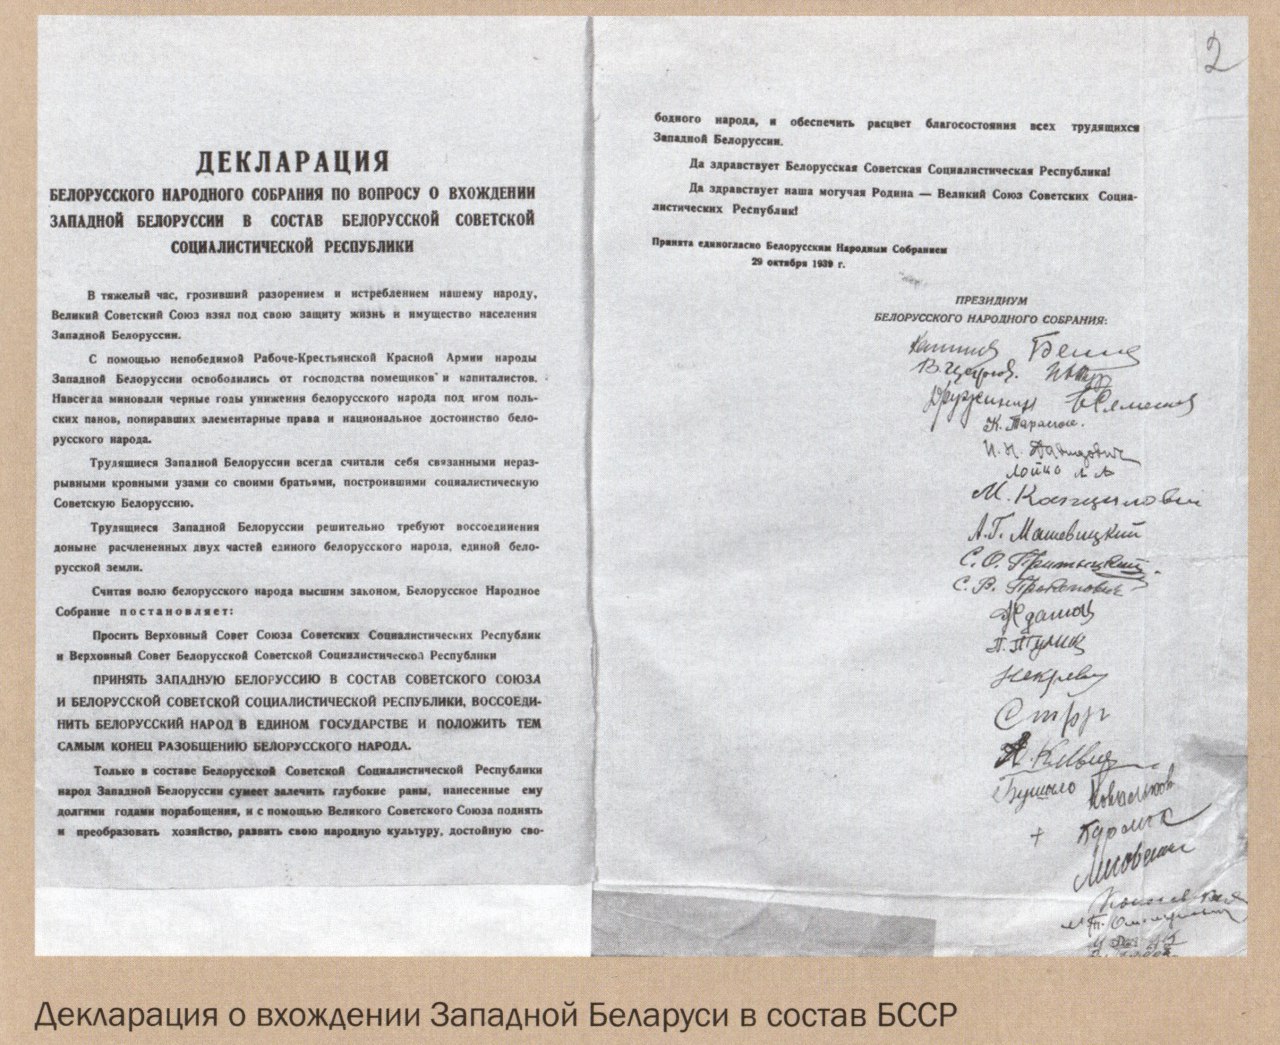 ДЕКЛАРАЦИЯ
БЕЛОРУССКОГО НАРОДНОГО СОБРАНИЯ ПО ВОПРОСУ О ВХОЖДЕНИИ
ЗАПАДНОЙ БЕЛОРУССИИ В СОСТАВ БЕЛОРУССКОЙ СОВЕТСКОЙ
СОЦИАЛИСТИЧЕСКОЙ РЕСПУБЛИКИ
В тяжелый час, грозивший разорением и истреблением нашему народу,
Великий Советский Союз взял под свою защиту жизнь и имущество населения
Западной Белоруссии.
С помощью непобедимой Рабоче-Крестьянской Красной Армии народы
Западной Белоруссии освободились от господства помещиков и капиталистов.
Навсегда миновали черные годы унижения белорусского народа под игом поль-
ских панов, попиравших элементарные права и национальное достоинство бело-
русского народа.
Трудящиеся Западной Белоруссии всегда считали себя связанными нераз-
рывными кровными узами со своими братьями, построившими социалистическую
Советскую Белоруссию.
Трудящиеся Западной Белоруссии решительно требуют воссоединения
доныне расчлененных двух частей единого белорусского народа, единой бело-
русской земли.
Считая волю белорусского народа высшим законом, Белорусское Народное
Собрание постановляет:
Просить Верховный Совет Союза Советских Социалистических Республик
и Верховный Совет Белорусской Советской Социалистической Республики
ПРИНЯТЬ ЗАПАДНУЮ БЕЛОРУССИЮ В СОСТАВ СОВЕТСКОГО СОЮЗА
И БЕЛОРУССКОЙ СОВЕТСКОЙ СОЦИАЛИСТИЧЕСКОЙ РЕСПУБЛИКИ, ВОССОЕДИ-
НИТЬ БЕЛОРУССКИЙ НАРОД В ЕДИНОМ ГОСУДАРСТВЕ И ПОЛОЖИТЬ ТЕМ
САМЫМ КОНЕЦ РАЗОБЩЕНИЮ БЕЛОРУССКОГО НАРОДА.
Только в составе Белорусской Советской Социалистической Республики
народ Западной Белоруссии сумеет залечить глубокие раны, нанесенные ему
долгими годами порабощения, и с помощью Великого Советского Союза поднять
и преобразовать хозяйство, развить свою народную культуру, достойную сво-
2
бодного народа, и обеспечить расцвет благосостояния всех трудящихся
Западной Белоруссии.
Да здравствует Белорусская Советская Социалистическая Республика!
Да здравствует наша могучая Родина — Великий Союз Советских Социа-
листических Республик!
Принята единогласно Белорусским Народным Собранием
29 октября 1939 г.
ПРЕЗИДИУМ
БЕЛОРУССКОГО НАРОДНОГО СОБРАНИЯ:
И. Н. Давидович
А. Г. Машевицкий
С. О. Притыцкий
Декларация о вхождении Западной Беларуси в состав БССР